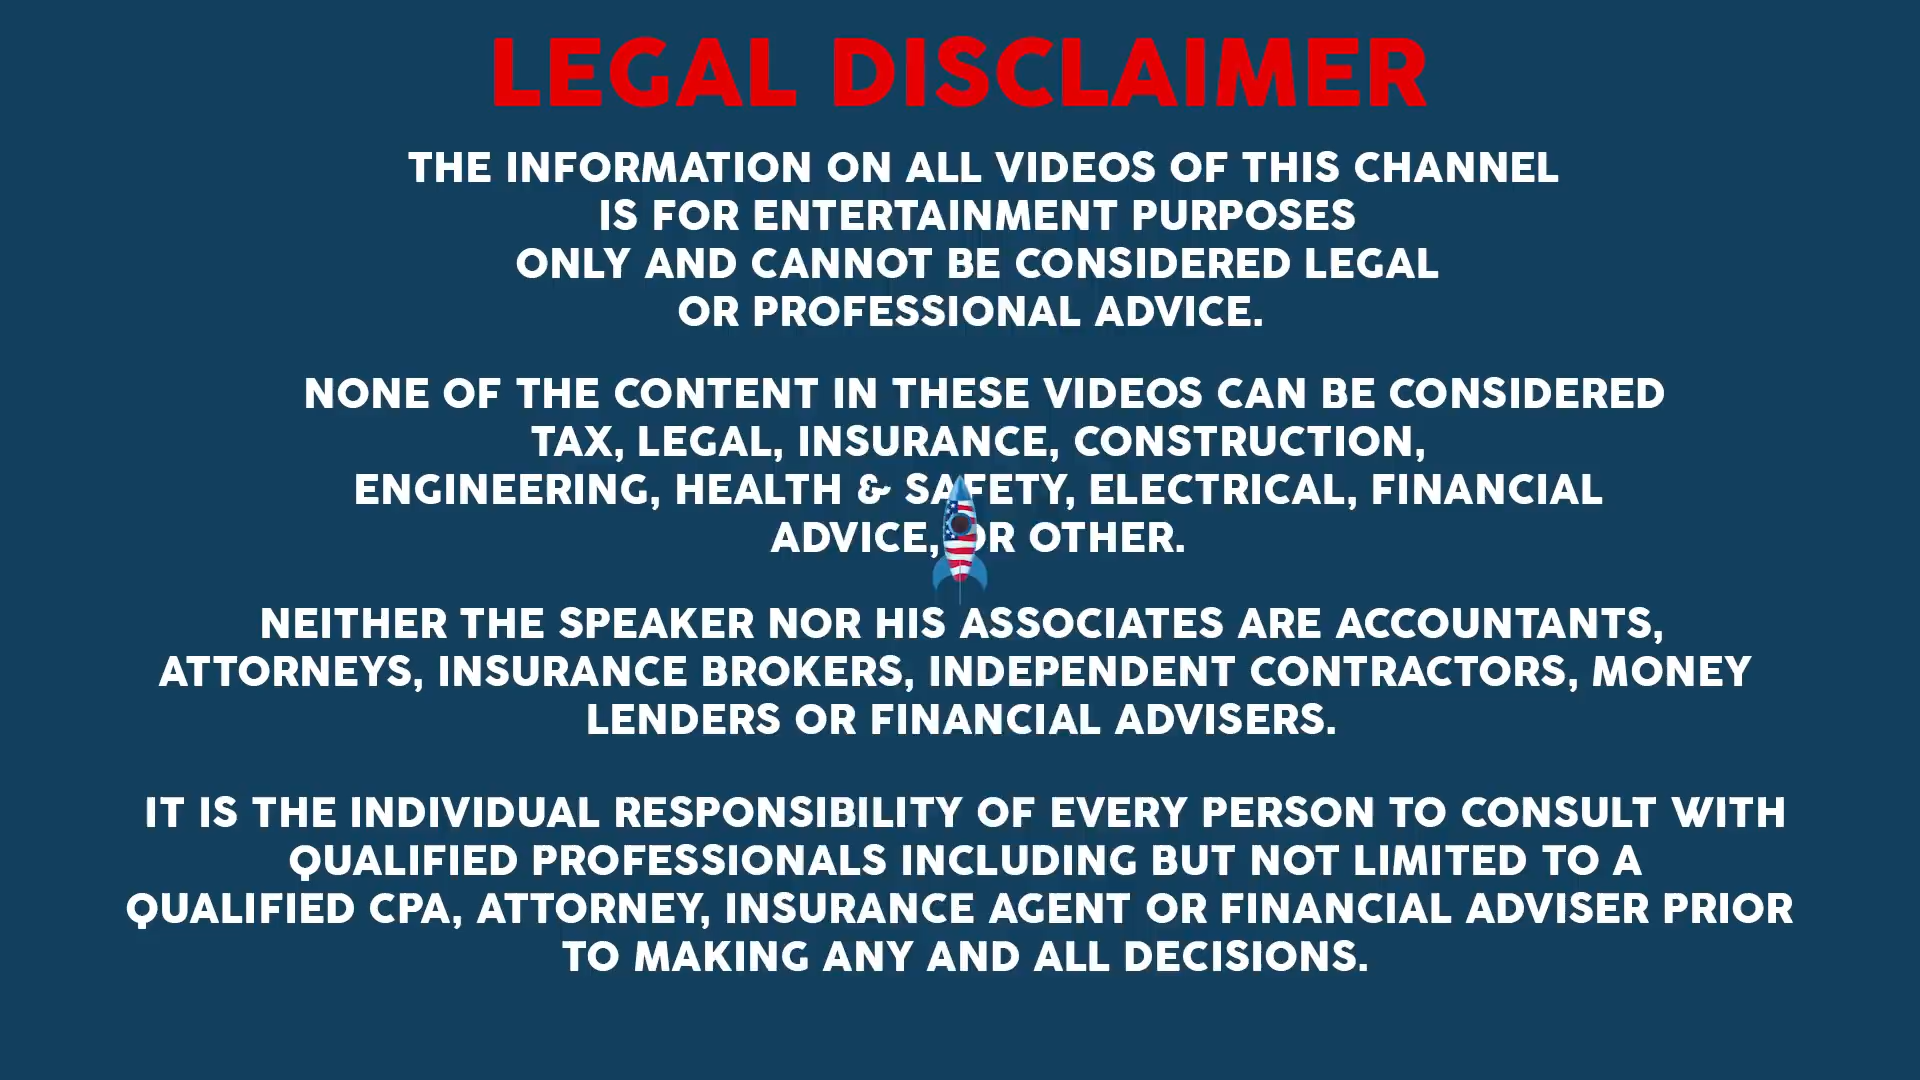 LEGAL DISCLAIMER
THE INFORMATION ON ALL VIDEOS OF THIS CHANNEL
IS FOR ENTERTAINMENT PURPOSES
ONLY AND CANNOT BE CONSIDERED LEGAL
OR PROFESSIONAL ADVICE.
NONE OF THE CONTENT IN THESE VIDEOS CAN BE CONSIDERED
TAX, LEGAL, INSURANCE, CONSTRUCTION,
ENGINEERING, HEALTH & SAFETY, ELECTRICAL, FINANCIAL
ADVICE, OR OTHER.
NEITHER THE SPEAKER NOR HIS ASSOCIATES ARE ACCOUNTANTS,
ATTORNEYS, INSURANCE BROKERS, INDEPENDENT CONTRACTORS, MONEY
LENDERS OR FINANCIAL ADVISERS.
IT IS THE INDIVIDUAL RESPONSIBILITY OF EVERY PERSON TO CONSULT WITH
QUALIFIED PROFESSIONALS INCLUDING BUT NOT LIMITED TO A
QUALIFIED CPA, ATTORNEY, INSURANCE AGENT OR FINANCIAL ADVISER PRIOR
TO MAKING ANY AND ALL DECISIONS.